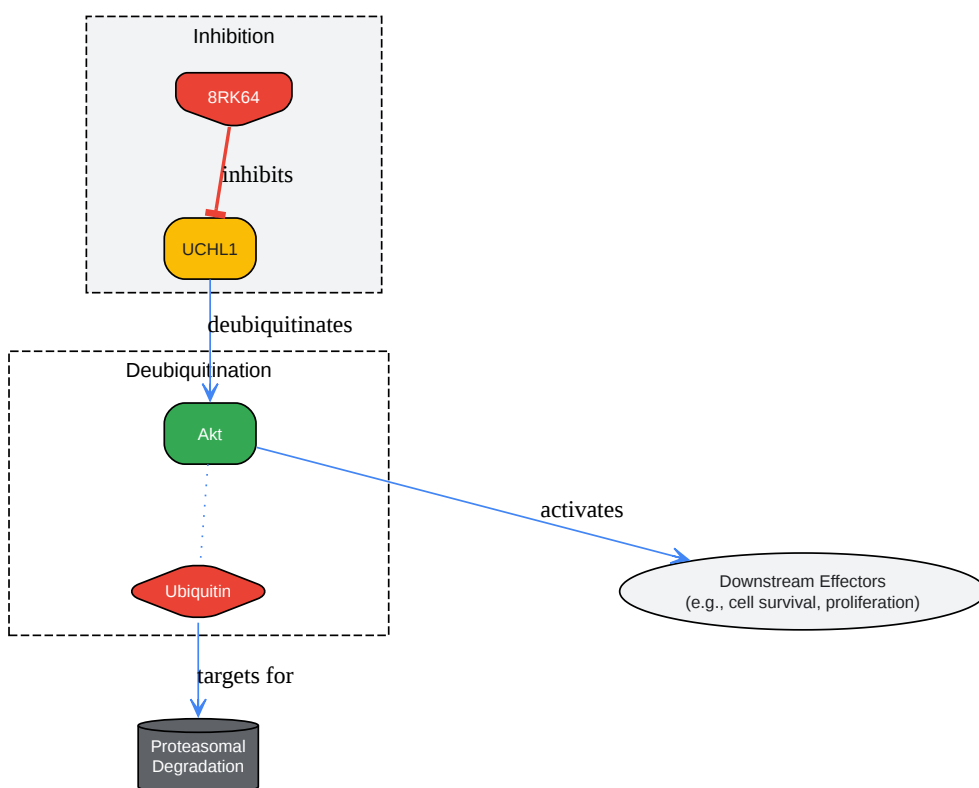 Inhibition
8RK64
inhibits
UCHL1
deubiquitinates
Deubiquitination
Akt
activates
Ubiquitin
Downstream Effectors
(e.g., cell survival, proliferation)
targets for
Proteasomal
Degradation